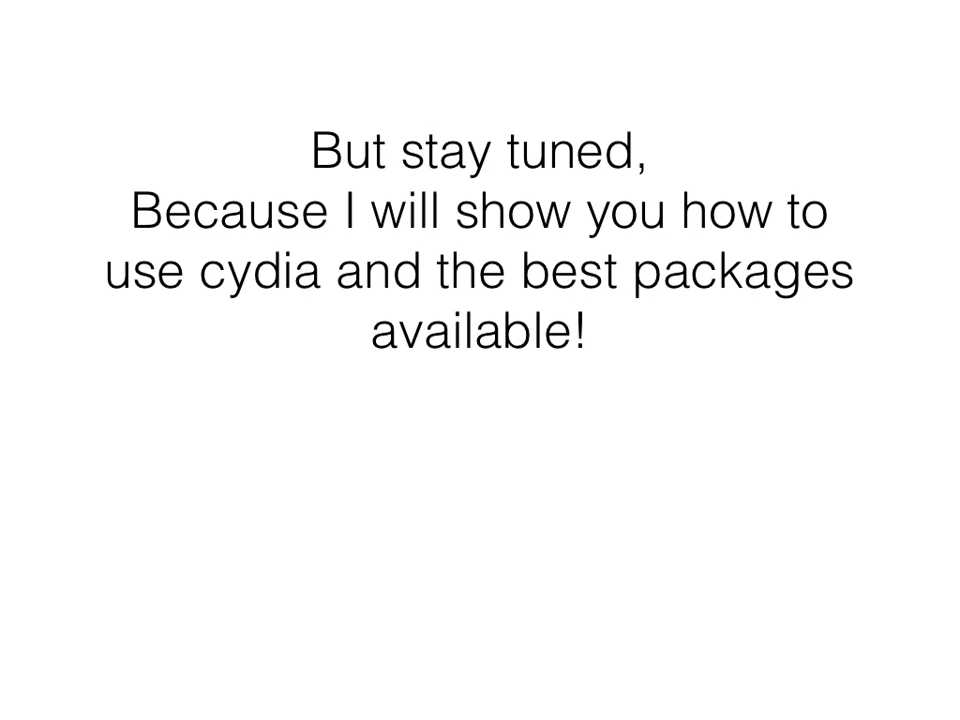 But stay tuned,
Because I will show you how to
use cydia and the best packages
available!